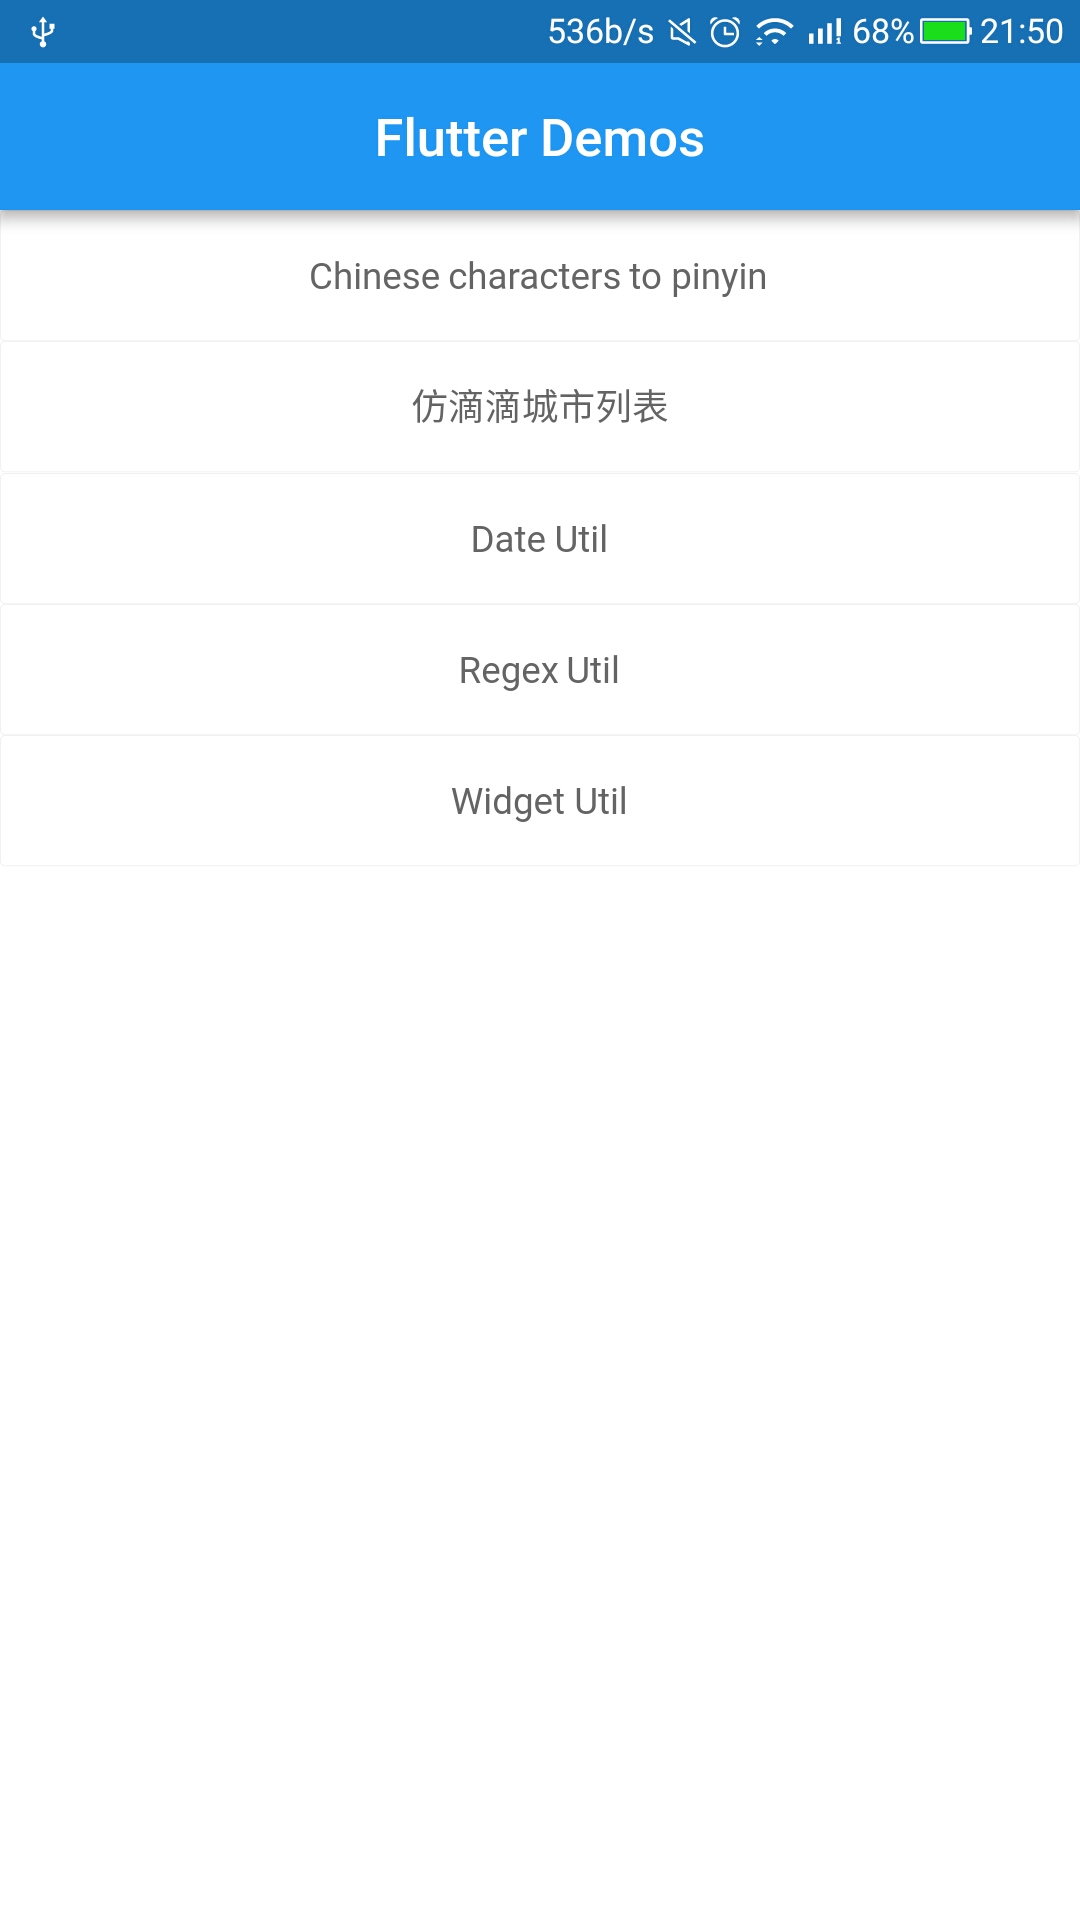 536b/s 68% 21:50
Flutter Demos
Chinese characters to pinyin
仿滴滴城市列表
Date Util
Regex Util
Widget Util